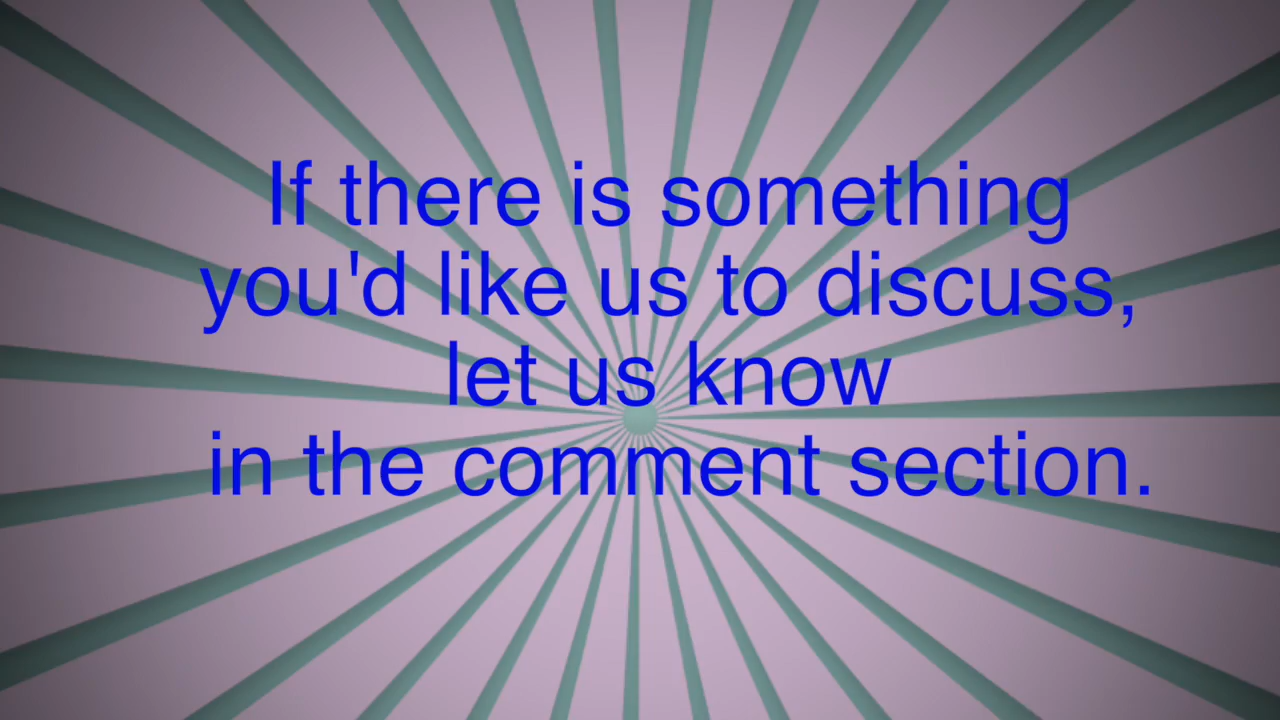 If there is something
you'd like us to discuss,
let us know
in the comment section.